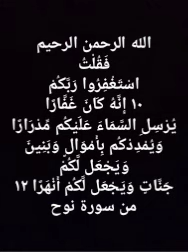 الله الرحمن الرحيم
فَقُلْتُ
اسْتَغْفِرُوا رَبَّكُمْ
إِنَّهُ كَانَ غَفَّارًا ١٠
يُرْسِلِ السَّمَاءَ عَلَيْكُم مِّدْرَارًا
وَيُمْدِدْكُم بِأَمْوَالٍ وَبَنِينَ
وَيَجْعَل لَّكُمْ
جَنَّاتٍ وَيَجْعَل لَّكُمْ أَنْهَارًا ١٢
من سورة نوح